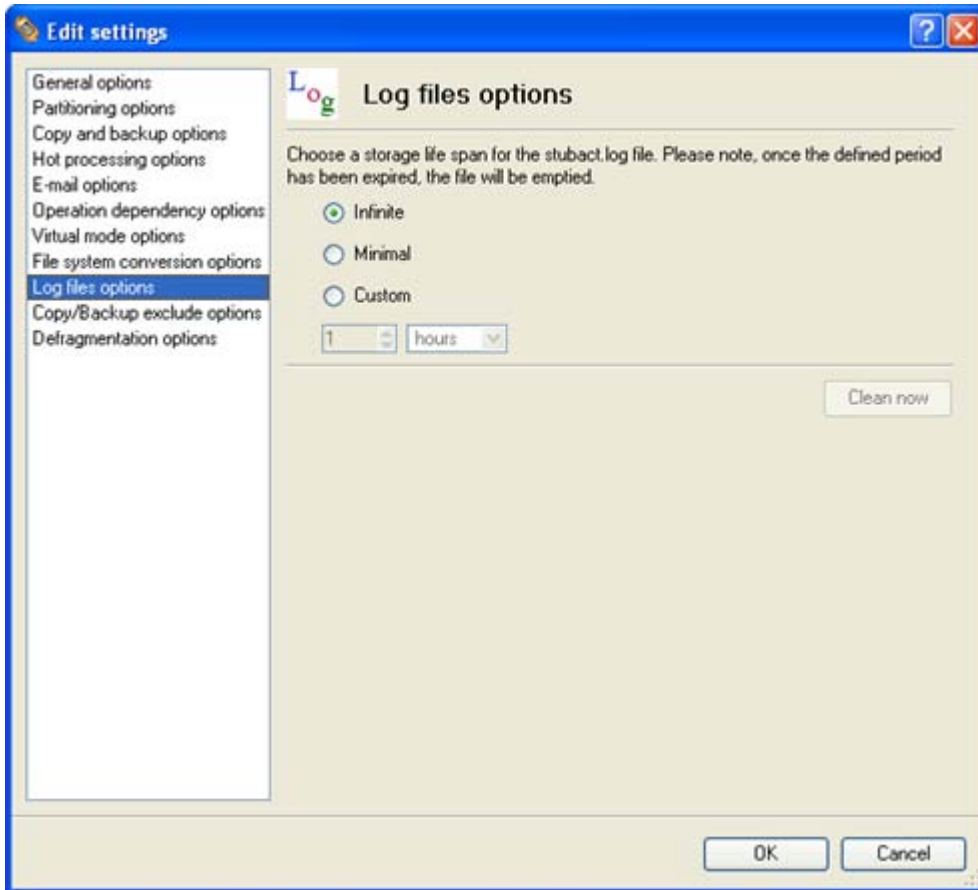 Edit settings
General options
Partitioning options
Copy and backup options
Hot processing options
E-mail options
Operation dependency options
Virtual mode options
File system conversion options
Log files options
Copy/Backup exclude options
Defragmentation options
Log
Log files options
Choose a storage life span for the stubact.log file. Please note, once the defined period
has been expired, the file will be emptied.
Infinite
Minimal
Custom
1 hours
Clean now
OK Cancel